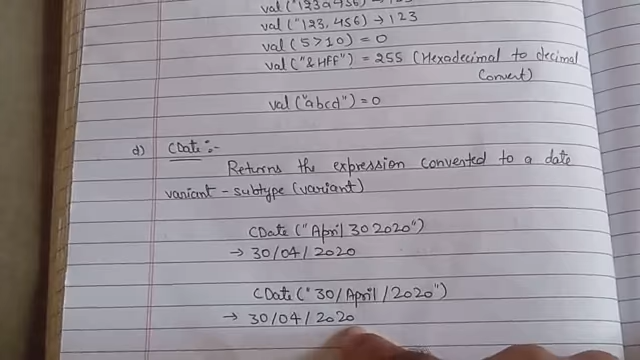 val("123a456) →
val("123, 456) → 123
val (5>10) = 0
val ("&HFF") = 255 (Hexadecimal to decimal
Convert)
val("abcd") = 0
d) CDate :-
Returns the expression converted to a date
variant - subtype (variant)
CDate ("April 30 2020")
→ 30/04/2020
CDate ("30/April/2020")
→ 30/04/2020